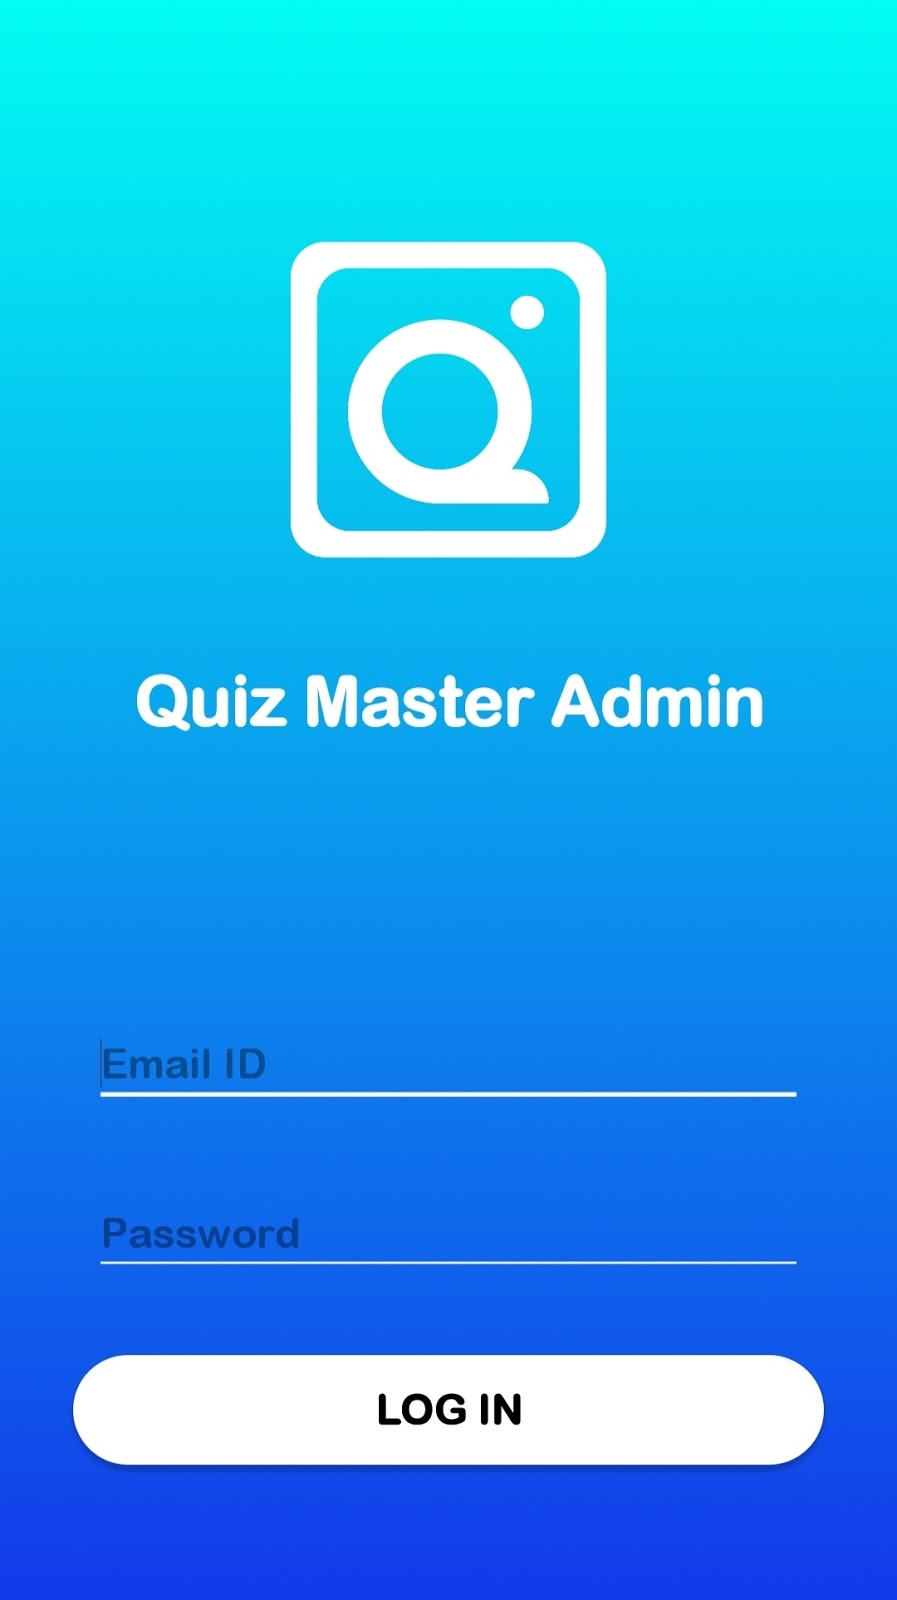 Q
Quiz Master Admin
Email ID
Password
LOG IN